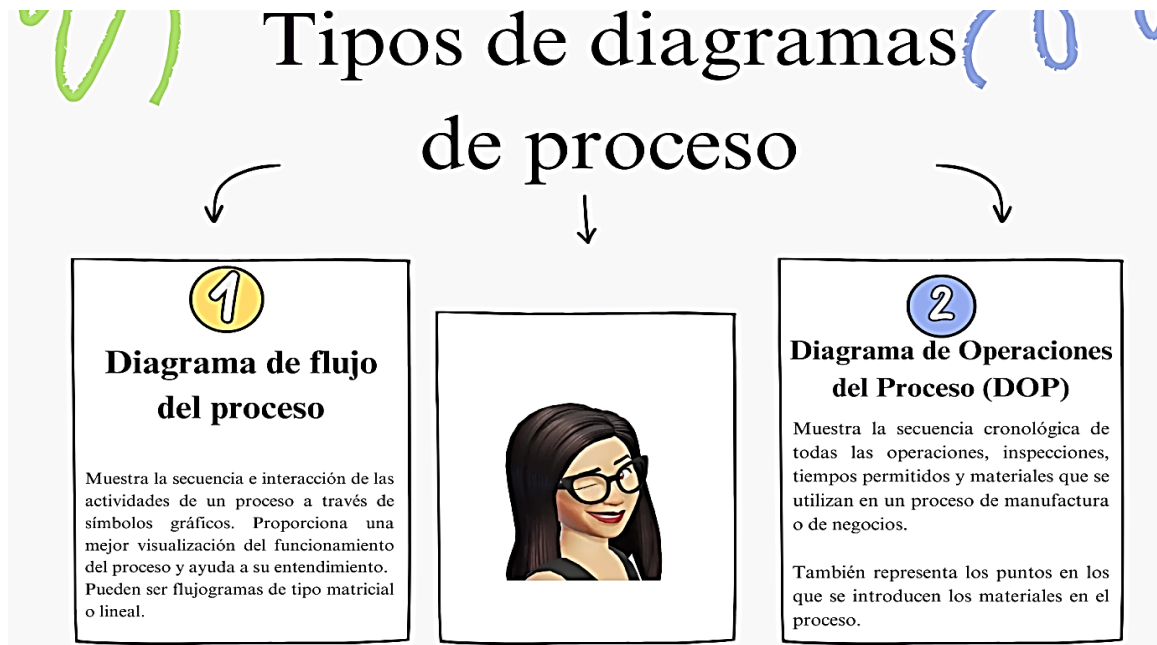 Tipos de diagramas
de proceso
1
Diagrama de flujo
del proceso
Muestra la secuencia e interacción de las
actividades de un proceso a través de
símbolos gráficos. Proporciona una
mejor visualización del funcionamiento
del proceso y ayuda a su entendimiento.
Pueden ser flujogramas de tipo matricial
o lineal.
2
Diagrama de Operaciones
del Proceso (DOP)
Muestra la secuencia cronológica de
todas las operaciones, inspecciones,
tiempos permitidos y materiales que se
utilizan en un proceso de manufactura
o de negocios.
También representa los puntos en los
que se introducen los materiales en el
proceso.